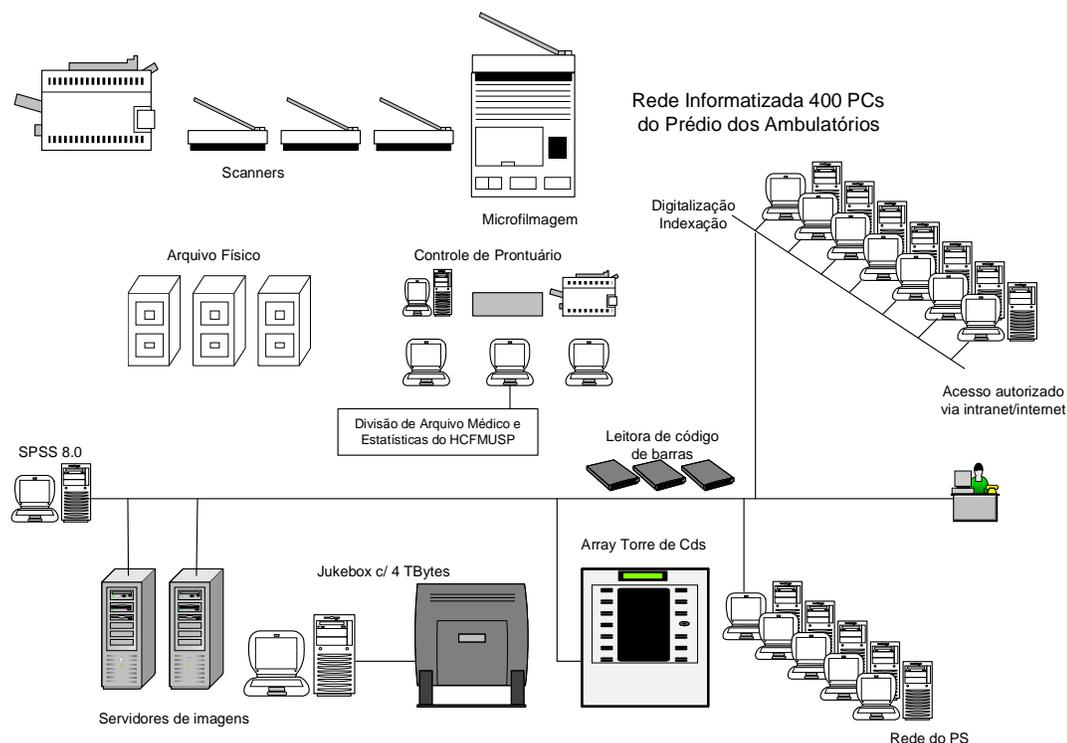 Rede Informatizada 400 PCs
do Prédio dos Ambulatórios
Scanners
Microfilmagem
Digitalização
Indexação
Arquivo Físico
Controle de Prontuário
Acesso autorizado
via intranet/internet
Divisão de Arquivo Médico e
Estatísticas do HCFMUSP
Leitora de código
de barras
SPSS 8.0
Array Torre de Cds
Jukebox c/ 4 TBytes
Servidores de imagens
Rede do PS